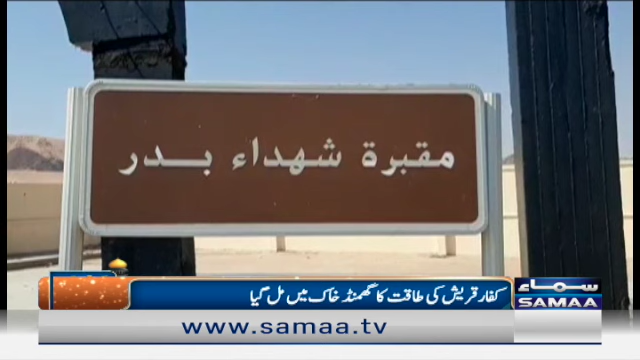 مقبرة شهداء بدر
کفار قریش کی طاقت کا گھمنڈ خاک میں مل گیا
سماء
SAMAA
www.samaa.tv